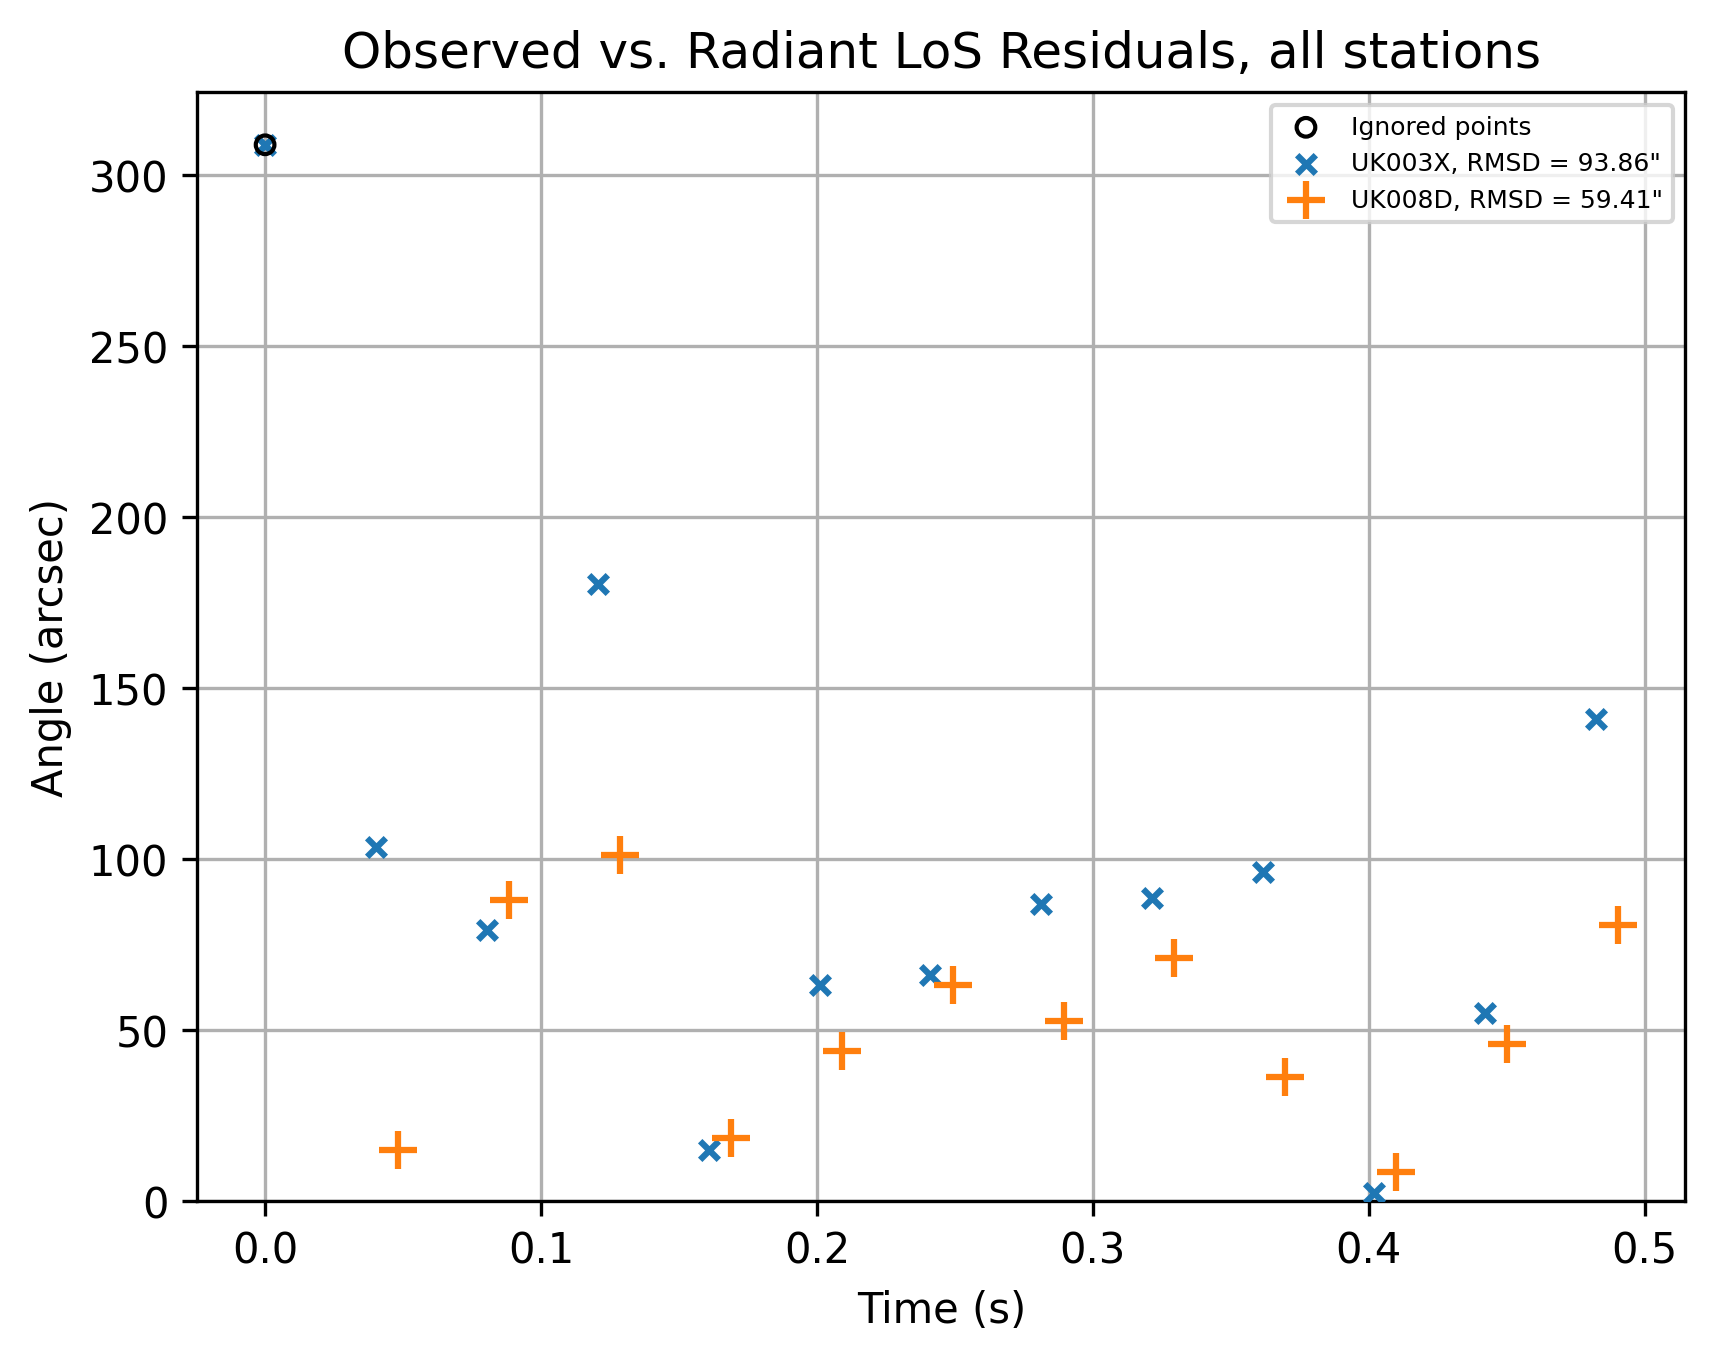 Observed vs. Radiant LoS Residuals, all stations
Ignored points
UK003X, RMSD = 93.86"
UK008D, RMSD = 59.41"
Angle (arcsec)
300
250
200
150
100
50
0
0.0 0.1 0.2 0.3 0.4 0.5
Time (s)